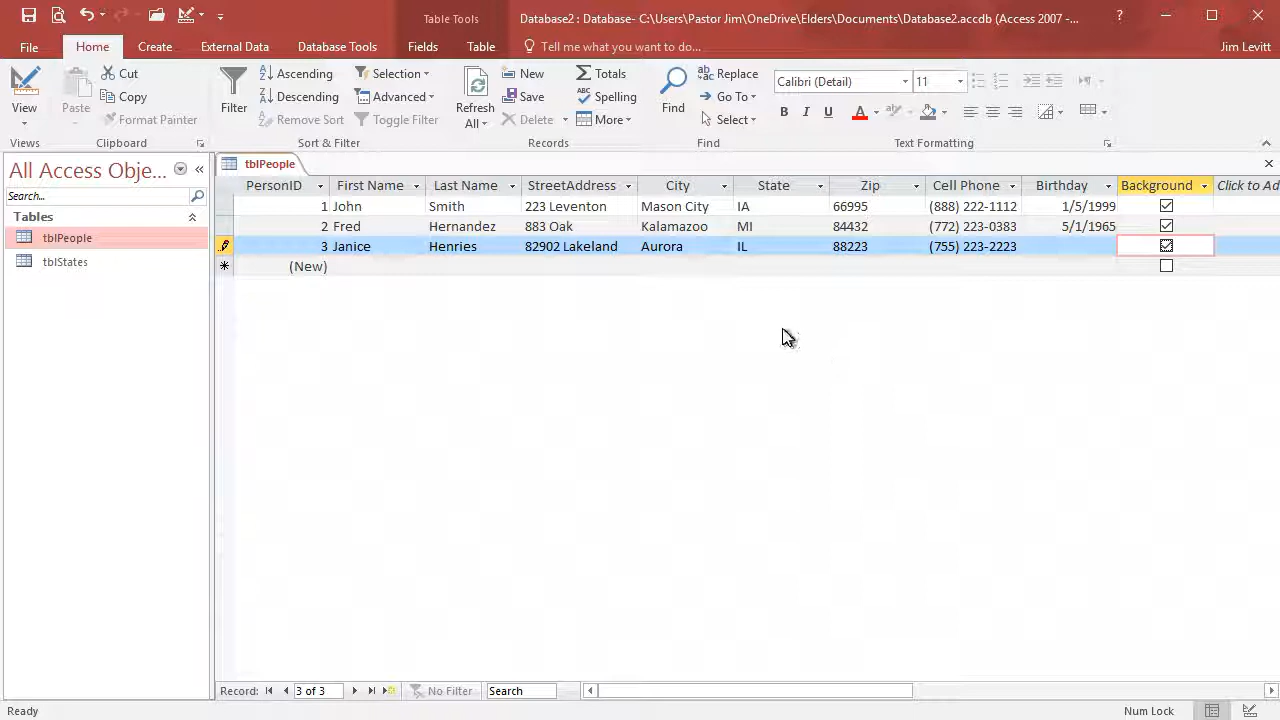 Table Tools
Database2 : Database- C:\Users\Pastor Jim\OneDrive\Elders\Documents\Database2.accdb (Access 2007 -...
?
File
Home
Create
External Data
Database Tools
Fields
Table
Tell me what you want to do...
Jim Levitt
View
Views
Paste
Cut
Copy
Format Painter
Clipboard
Filter
Ascending
Descending
Remove Sort
Selection
Advanced
Toggle Filter
Sort & Filter
Refresh
All
New
Save
Delete
Totals
Spelling
More
Records
Find
Replace
Go To
Select
Find
Calibri (Detail)
11
B I U A
Text Formatting
All Access Obje...
Search...
Tables
tblPeople
tblStates
tblPeople
PersonID First Name Last Name StreetAddress City State Zip Cell Phone Birthday Background Click to Ad
1 John Smith 223 Leventon Mason City IA 66995 (888) 222-1112 1/5/1999
2 Fred Hernandez 883 Oak Kalamazoo MI 84432 (772) 223-0383 5/1/1965
3 Janice Henries 82902 Lakeland Aurora IL 88223 (755) 223-2223
(New)
Record: 3 of 3 No Filter Search
Ready
Num Lock